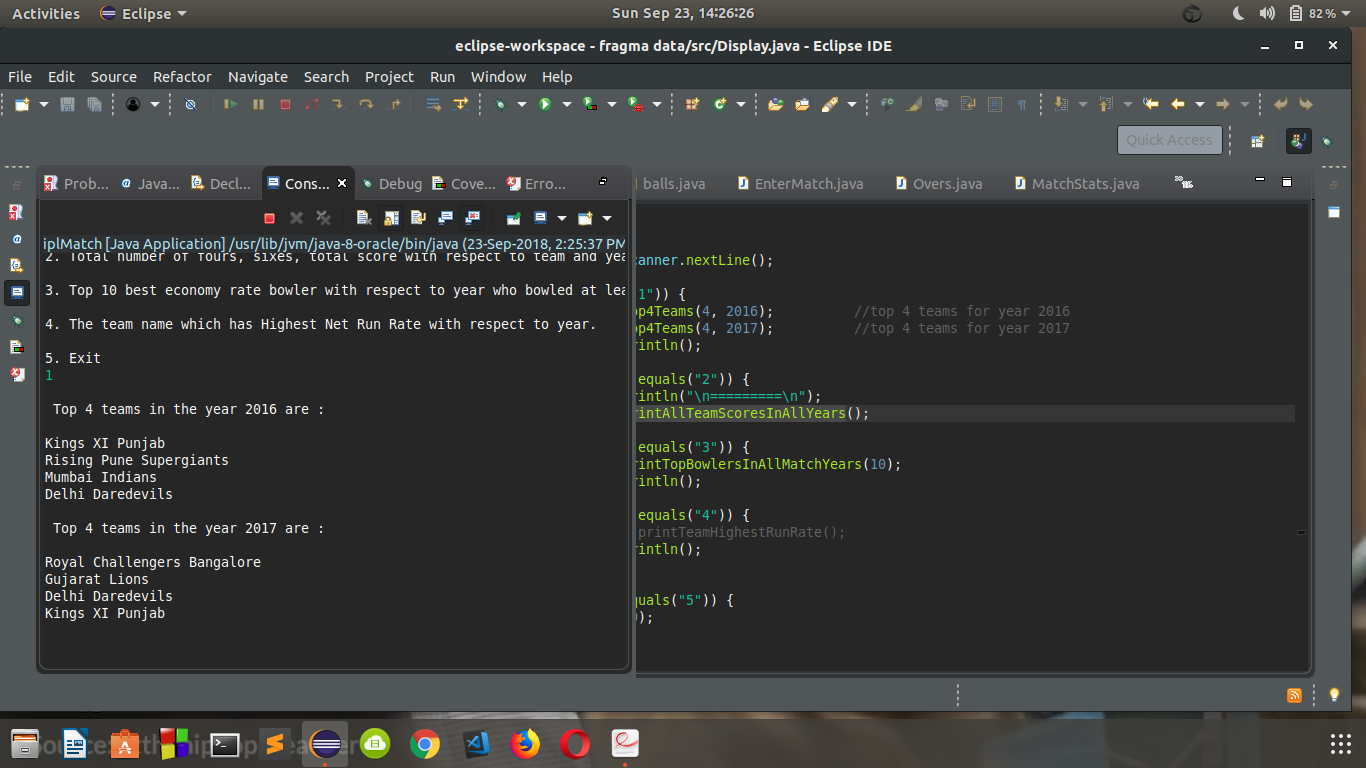 Activities Eclipse Sun Sep 23, 14:26:26 82%
eclipse-workspace - fragma data/src/Display.java - Eclipse IDE
File Edit Source Refactor Navigate Search Project Run Window Help
Quick Access
Prob... Java... Decl... Cons... Debug Cove... Erro... balls.java EnterMatch.java Overs.java MatchStats.java
iplMatch [Java Application] /usr/lib/jvm/java-8-oracle/bin/java (23-Sep-2018, 2:25:37 PM
2. Total number of fours, sixes, total score with respect to team and yea
anner.nextLine();
3. Top 10 best economy rate bowler with respect to year who bowled at lea
1")) {
op4Teams(4, 2016); //top 4 teams for year 2016
4. The team name which has Highest Net Run Rate with respect to year.
op4Teams(4, 2017); //top 4 teams for year 2017
intln();
5. Exit
1
equals("2")) {
intln("\n=========\n");
Top 4 teams in the year 2016 are :
intAllTeamScoresInAllYears();
Kings XI Punjab
equals("3")) {
Rising Pune Supergiants
intTopBowlersInAllMatchYears(10);
Mumbai Indians
intln();
Delhi Daredevils
equals("4")) {
Top 4 teams in the year 2017 are :
printTeamHighestRunRate();
intln();
Royal Challengers Bangalore
Gujarat Lions
Delhi Daredevils
quals("5")) {
Kings XI Punjab
);